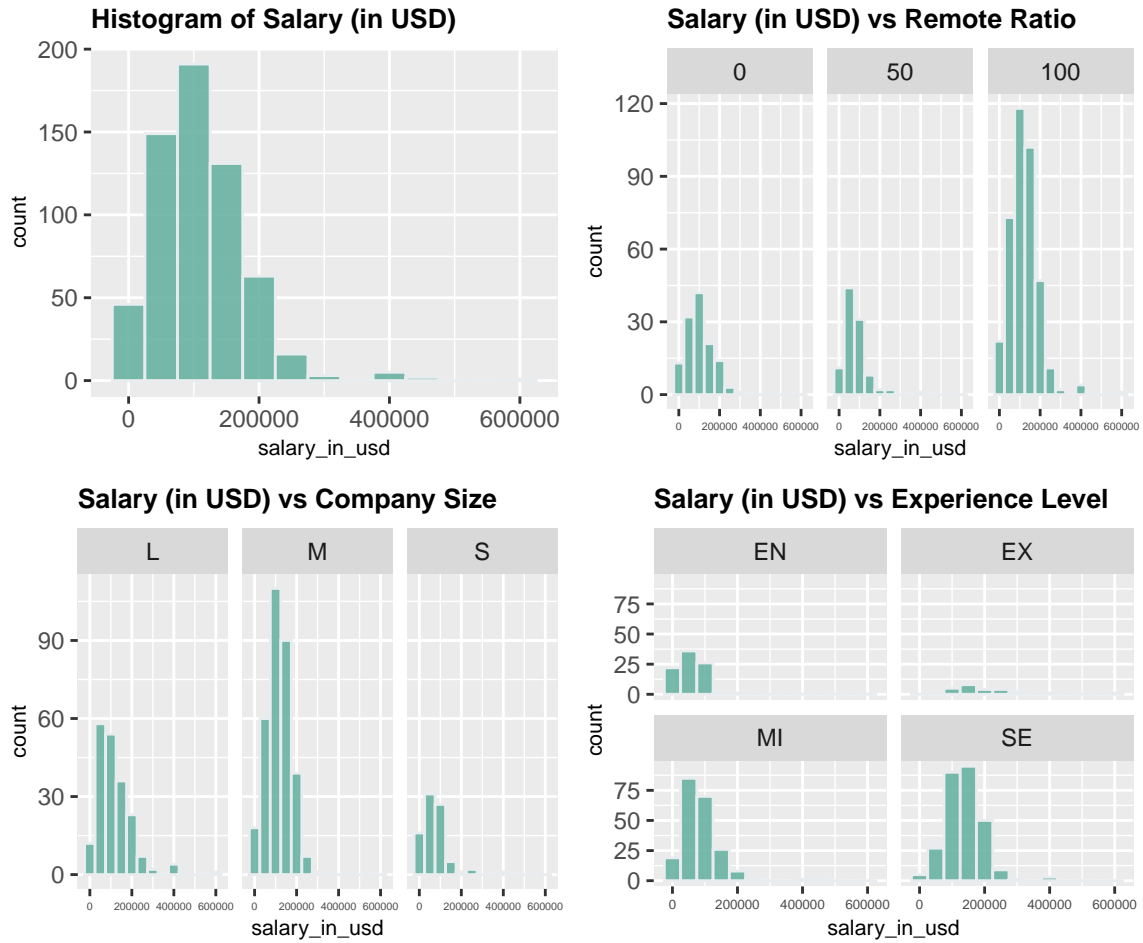 Histogram of Salary (in USD)
200
150
100
50
0
count
0 200000 400000 600000
salary_in_usd
Salary (in USD) vs Remote Ratio
0 50 100
120
90
60
30
0
count
0 200000 400000 600000 0 200000 400000 600000 0 200000 400000 600000
salary_in_usd
Salary (in USD) vs Company Size
L M S
90
60
30
0
count
0 200000 400000 600000 0 200000 400000 600000 0 200000 400000 600000
salary_in_usd
Salary (in USD) vs Experience Level
EN EX
75
50
25
0
count
MI SE
75
50
25
0
0 200000 400000 600000 0 200000 400000 600000
salary_in_usd